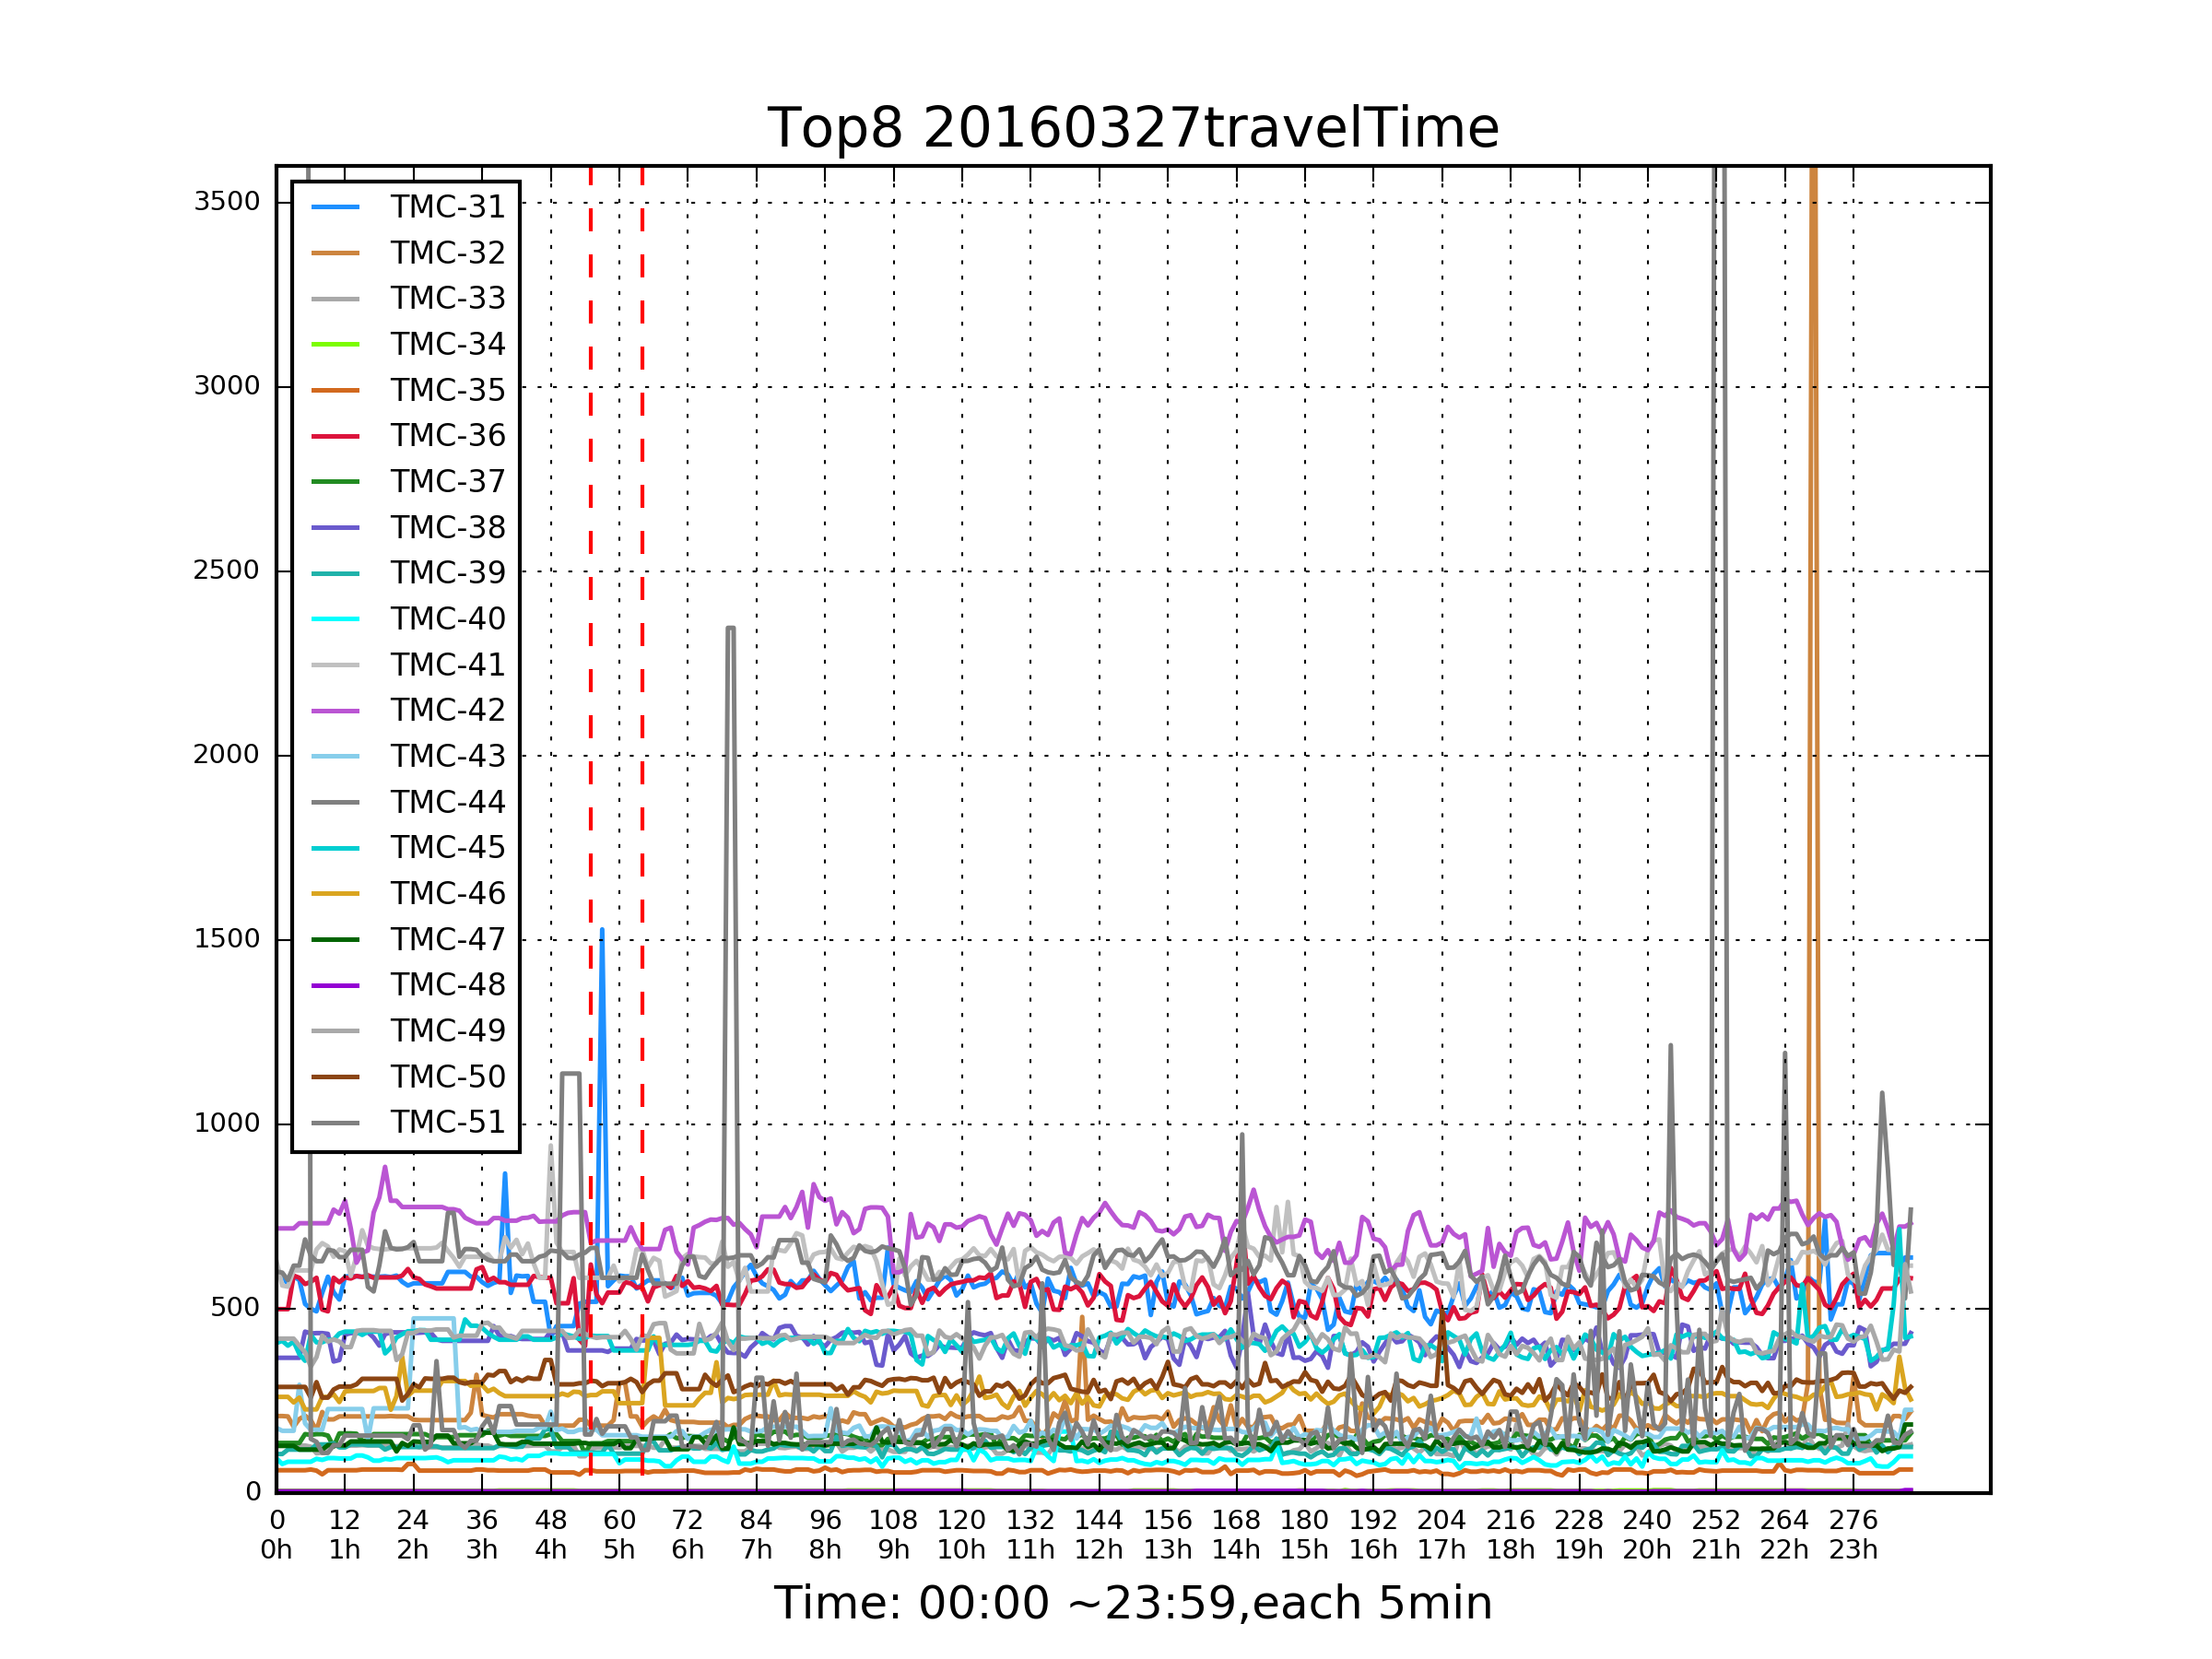 Top8 20160327travelTime
3500
3000
2500
2000
1500
1000
500
0
TMC-31
TMC-32
TMC-33
TMC-34
TMC-35
TMC-36
TMC-37
TMC-38
TMC-39
TMC-40
TMC-41
TMC-42
TMC-43
TMC-44
TMC-45
TMC-46
TMC-47
TMC-48
TMC-49
TMC-50
TMC-51
0 12 24 36 48 60 72 84 96 108 120 132 144 156 168 180 192 204 216 228 240 252 264 276
0h 1h 2h 3h 4h 5h 6h 7h 8h 9h 10h 11h 12h 13h 14h 15h 16h 17h 18h 19h 20h 21h 22h 23h
Time: 00:00 ~23:59,each 5min